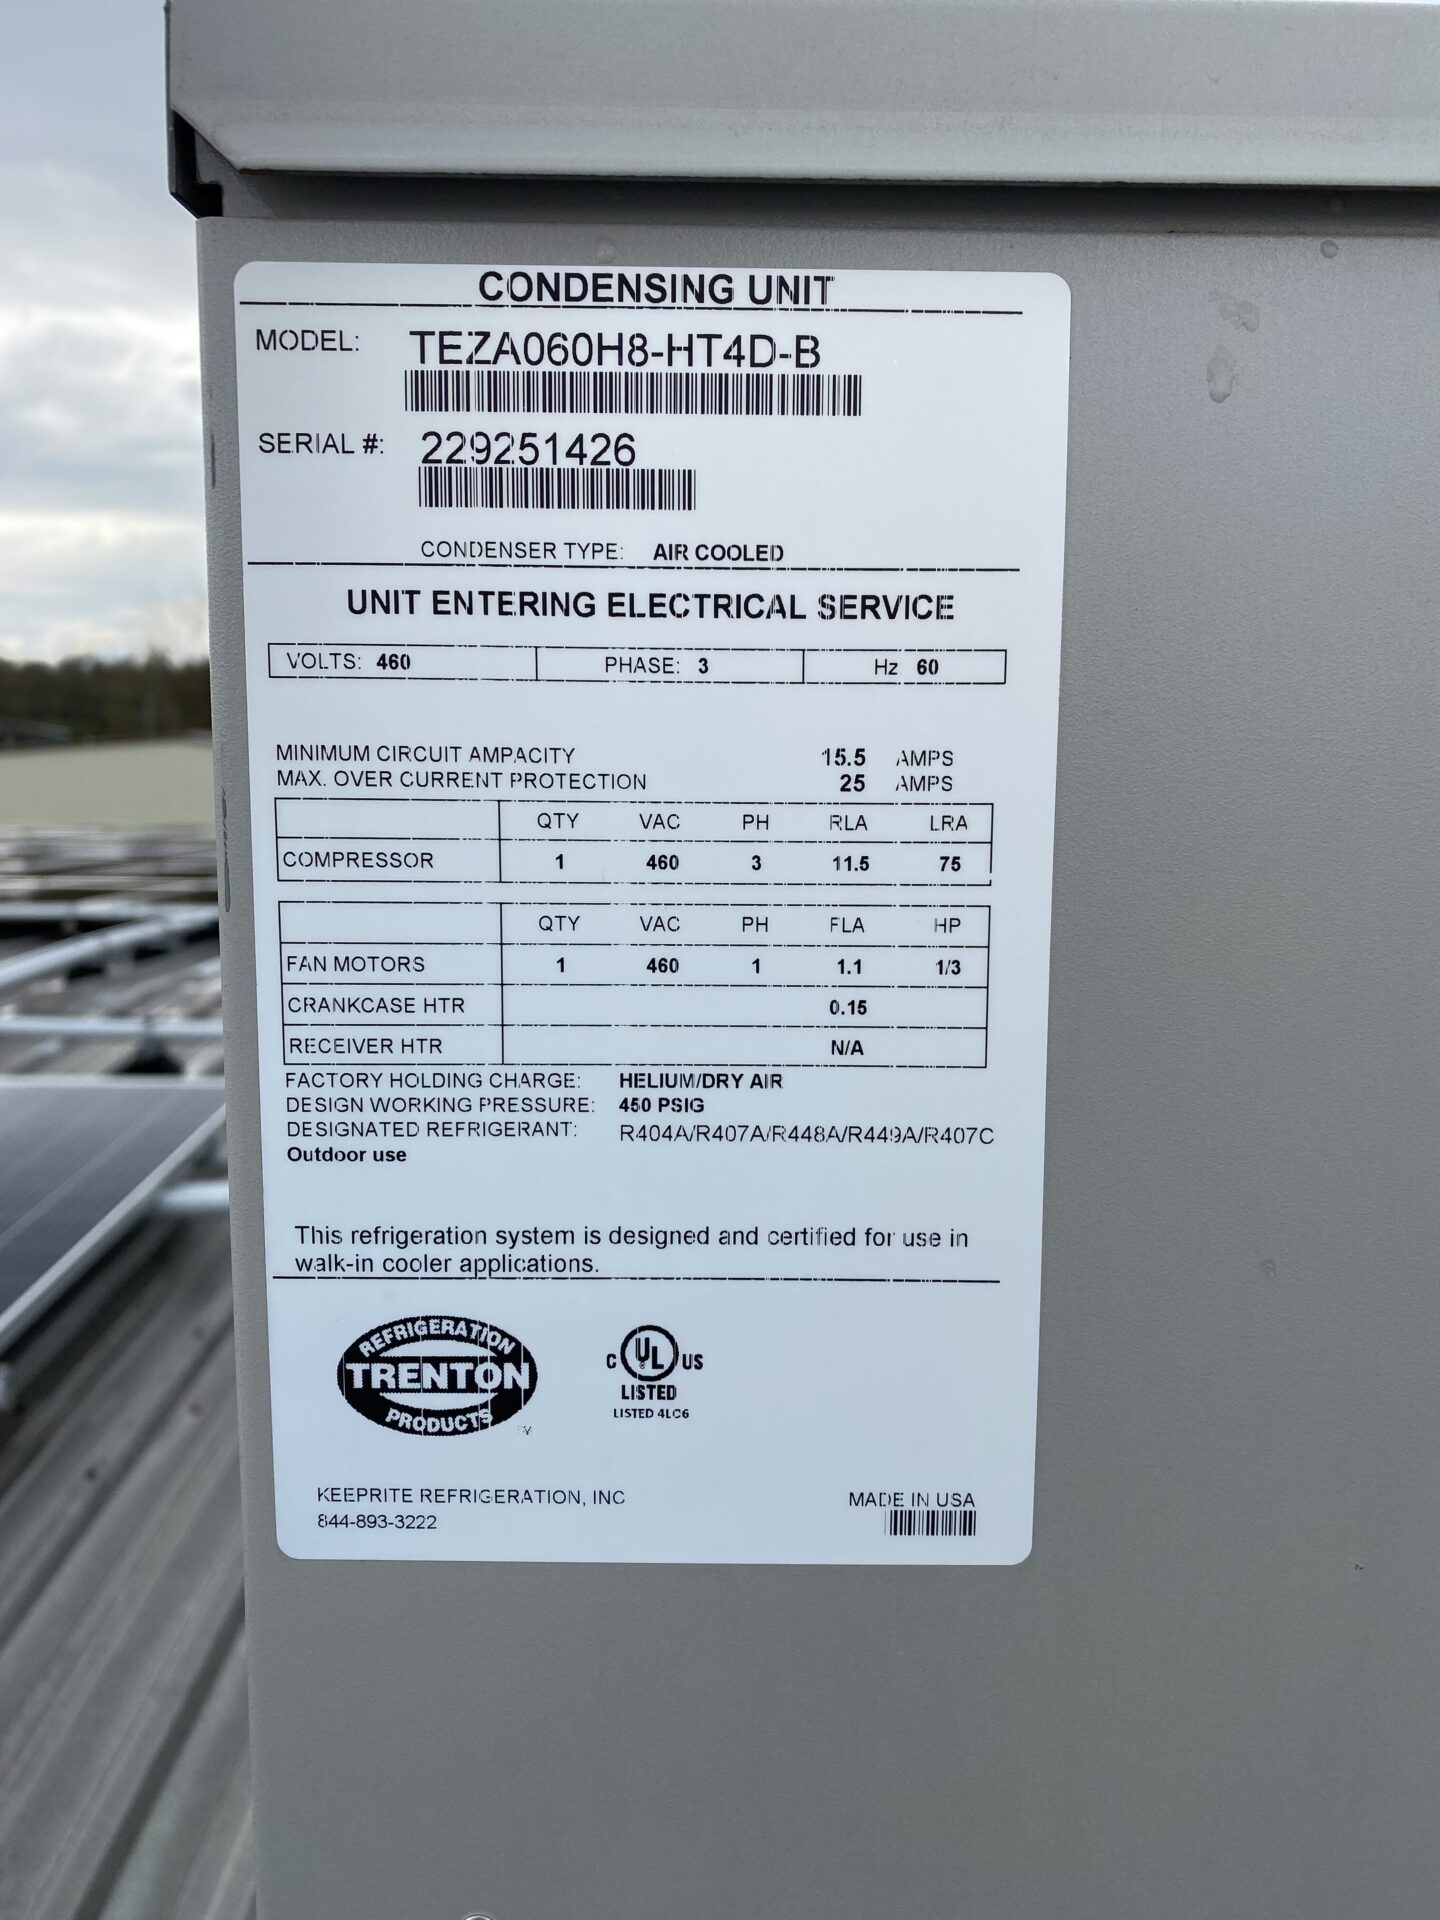 CONDENSING UNIT
MODEL: TEZA060H8-HT4D-B
SERIAL #: 229251426
CONDENSER TYPE: AIR COOLED
UNIT ENTERING ELECTRICAL SERVICE
VOLTS: 460 PHASE: 3 Hz 60
MINIMUM CIRCUIT AMPACITY 15.5 AMPS
MAX. OVER CURRENT PROTECTION 25 AMPS
QTY VAC PH RLA LRA
COMPRESSOR 1 460 3 11.5 75
QTY VAC PH FLA HP
FAN MOTORS 1 460 1 1.1 1/3
CRANKCASE HTR 0.15
RECEIVER HTR N/A
FACTORY HOLDING CHARGE: HELIUM/DRY AIR
DESIGN WORKING PRESSURE: 450 PSIG
DESIGNATED REFRIGERANT: R404A/R407A/R448A/R449A/R407C
Outdoor use
This refrigeration system is designed and certified for use in
walk-in cooler applications.
REFRIGERATION
TRENTON
PRODUCTS
TM
C UL US
LISTED
LISTED 4LC6
KEEPRITE REFRIGERATION, INC
844-893-3222
MADE IN USA